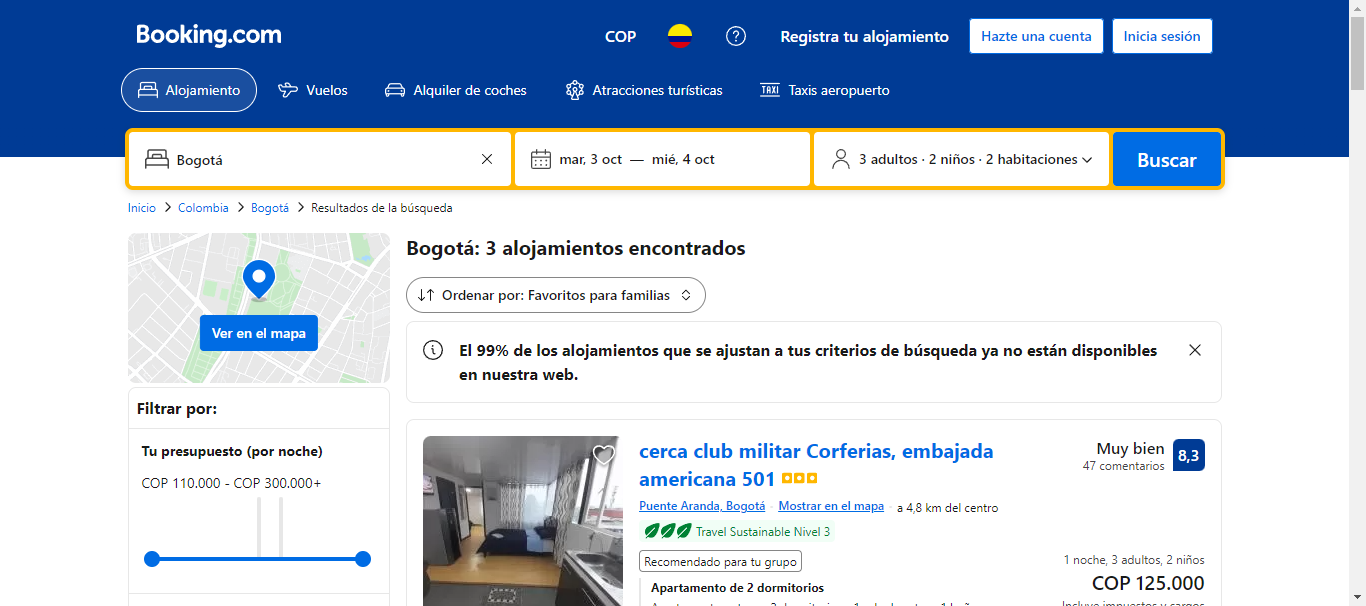 Booking.com
COP
Registra tu alojamiento
Hazte una cuenta
Inicia sesión
Alojamiento
Vuelos
Alquiler de coches
Atracciones turísticas
TAXI
Taxis aeropuerto
Bogotá
mar, 3 oct — mié, 4 oct
3 adultos · 2 niños · 2 habitaciones
Buscar
Inicio > Colombia > Bogotá > Resultados de la búsqueda
Ver en el mapa
Filtrar por:
Tu presupuesto (por noche)
COP 110.000 - COP 300.000+
Bogotá: 3 alojamientos encontrados
Ordenar por: Favoritos para familias
El 99% de los alojamientos que se ajustan a tus criterios de búsqueda ya no están disponibles
en nuestra web.
cerca club militar Corferias, embajada
americana 501
Puente Aranda, Bogotá · Mostrar en el mapa · a 4,8 km del centro
Travel Sustainable Nivel 3
Recomendado para tu grupo
Apartamento de 2 dormitorios
Muy bien
47 comentarios
8,3
1 noche, 3 adultos, 2 niños
COP 125.000
Incluye impuestos y cargos